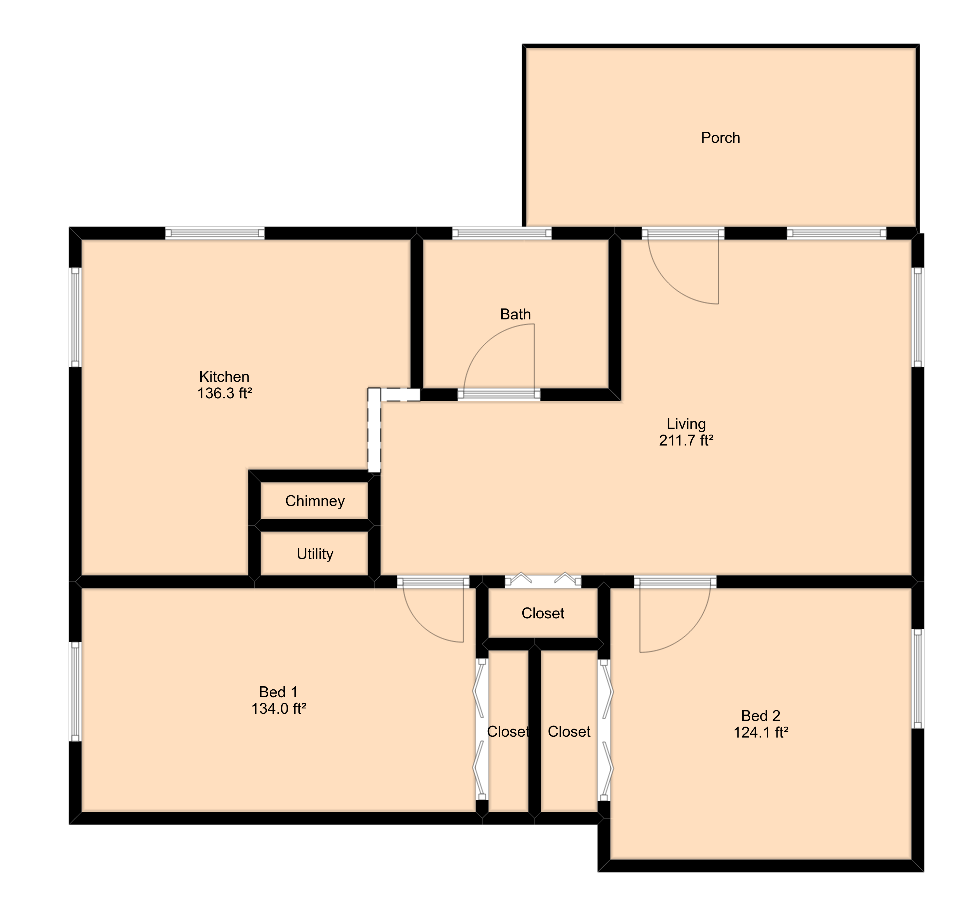 Porch
Bath
Kitchen
136.3 ft²
Living
211.7 ft²
Chimney
Utility
Closet
Bed 1
134.0 ft²
Closet
Closet
Bed 2
124.1 ft²